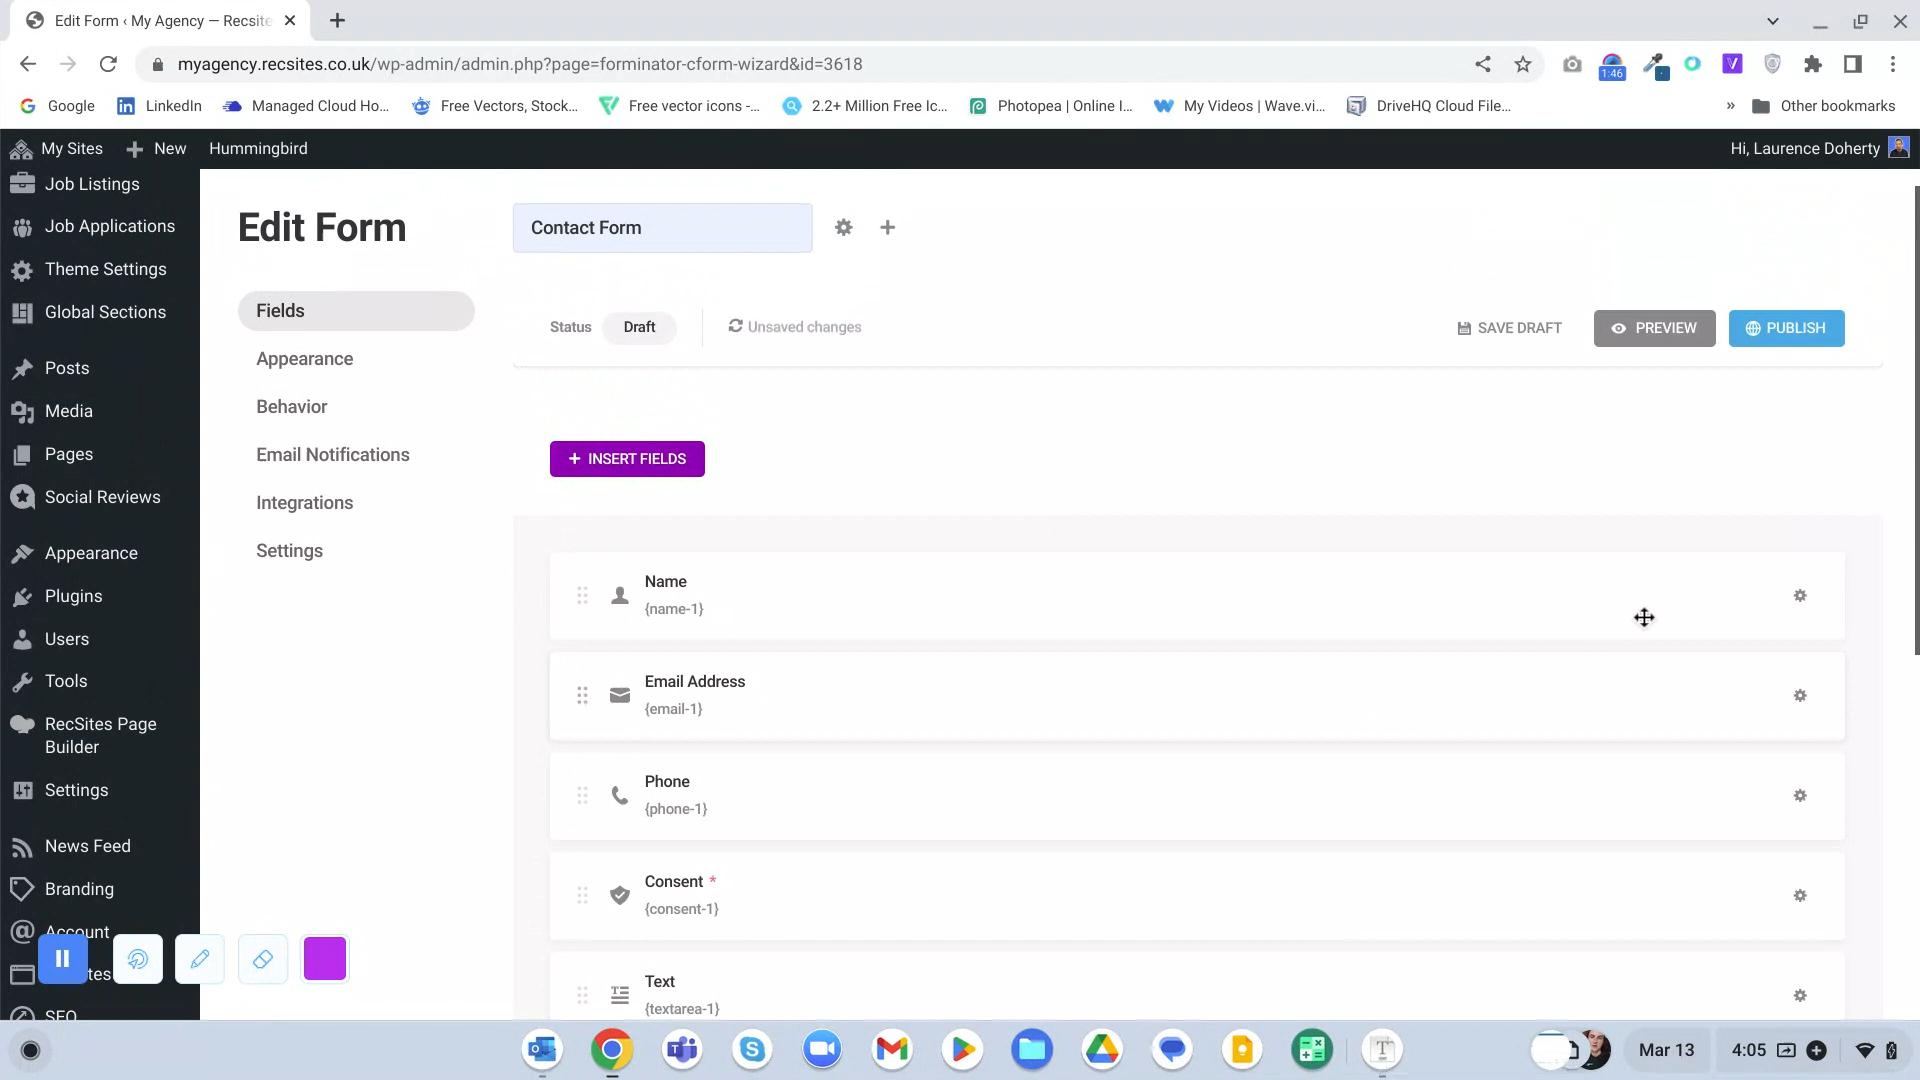 Edit Form ‹ My Agency — Recsite
myagency.recsites.co.uk/wp-admin/admin.php?page=forminator-cform-wizard&id=3618
1:46
Google
LinkedIn
Managed Cloud Ho...
Free Vectors, Stock...
Free vector icons -...
2.2+ Million Free Ic...
Photopea | Online I...
My Videos | Wave.vi...
DriveHQ Cloud File...
»
Other bookmarks
My Sites
New
Hummingbird
Hi, Laurence Doherty
Job Listings
Job Applications
Theme Settings
Global Sections
Posts
Media
Pages
Social Reviews
Appearance
Plugins
Users
Tools
RecSites Page
Builder
Settings
News Feed
Branding
Account
tes
SEO
Edit Form
Contact Form
Fields
Appearance
Behavior
Email Notifications
Integrations
Settings
Status
Draft
Unsaved changes
SAVE DRAFT
PREVIEW
PUBLISH
+ INSERT FIELDS
Name
{name-1}
Email Address
{email-1}
Phone
{phone-1}
Consent *
{consent-1}
Text
{textarea-1}
Mar 13
4:05